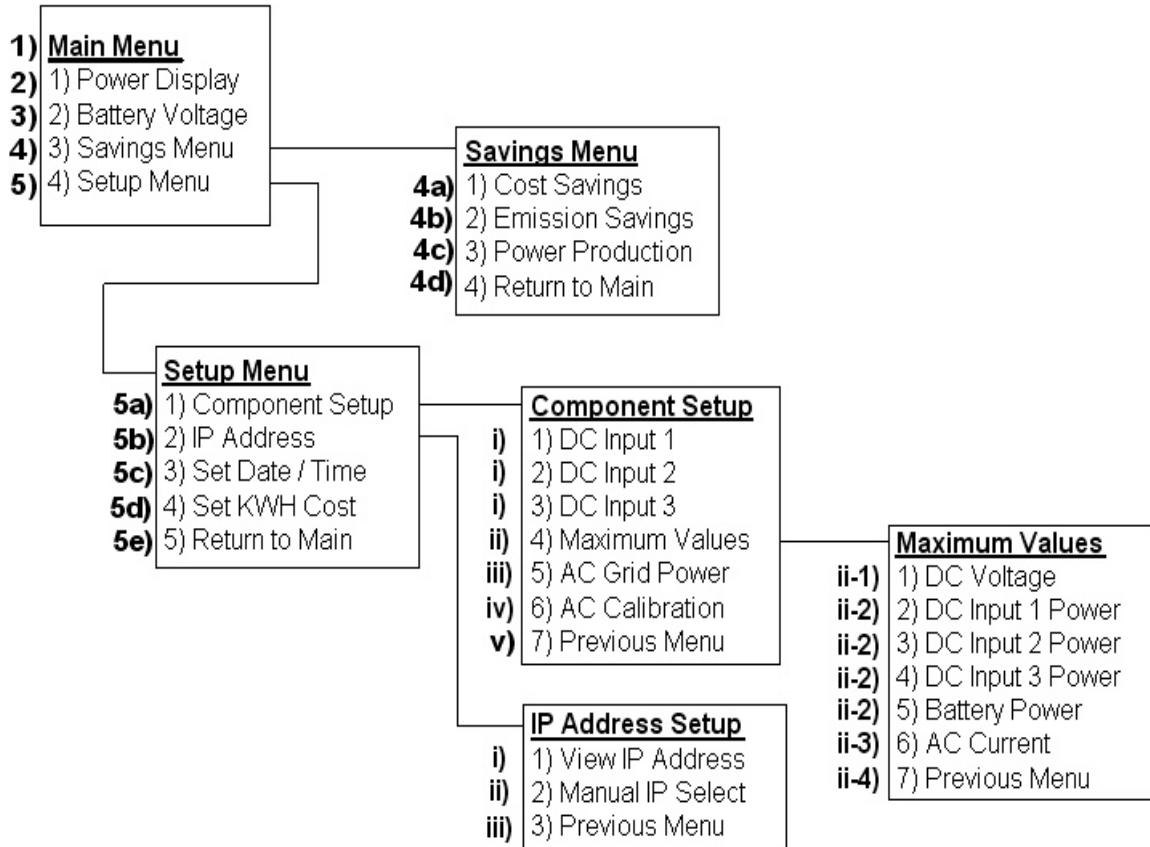 1) Main Menu
2) 1) Power Display
3) 2) Battery Voltage
4) 3) Savings Menu
5) 4) Setup Menu
Savings Menu
4a) 1) Cost Savings
4b) 2) Emission Savings
4c) 3) Power Production
4d) 4) Return to Main
Setup Menu
5a) 1) Component Setup
5b) 2) IP Address
5c) 3) Set Date / Time
5d) 4) Set KWH Cost
5e) 5) Return to Main
Component Setup
i) 1) DC Input 1
i) 2) DC Input 2
i) 3) DC Input 3
ii) 4) Maximum Values
iii) 5) AC Grid Power
iv) 6) AC Calibration
v) 7) Previous Menu
Maximum Values
ii-1) 1) DC Voltage
ii-2) 2) DC Input 1 Power
ii-2) 3) DC Input 2 Power
ii-2) 4) DC Input 3 Power
ii-2) 5) Battery Power
ii-3) 6) AC Current
ii-4) 7) Previous Menu
IP Address Setup
i) 1) View IP Address
ii) 2) Manual IP Select
iii) 3) Previous Menu